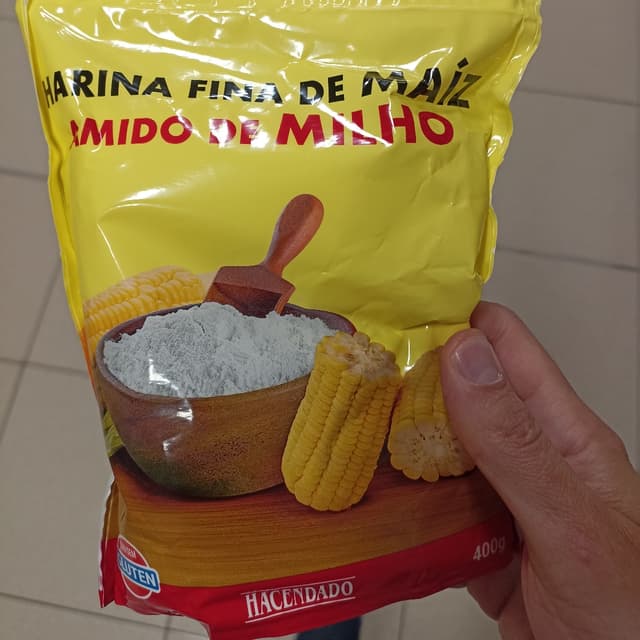 HARINA FINA DE MAÍZ
AMIDO DE MILHO
GLUTEN
HACENDADO
400g